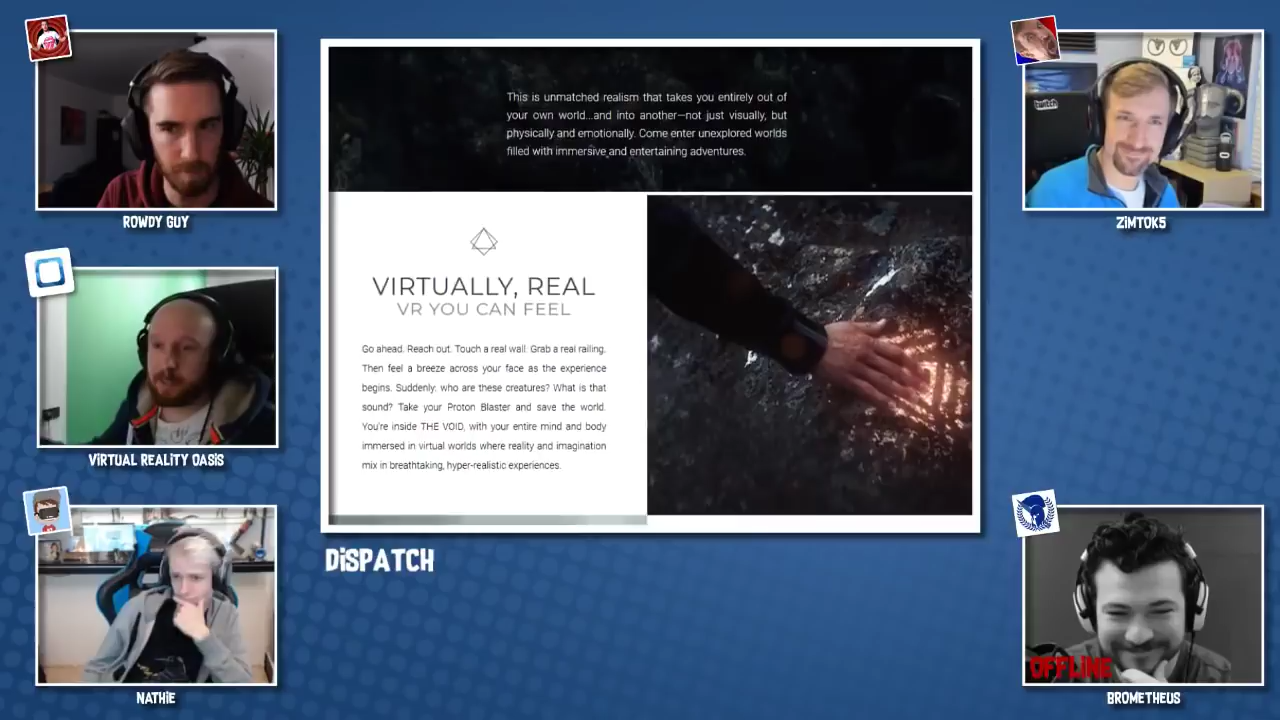 ROWDY GUY
ViRTUAL REALiTY OASiS
NATHiE
This is unmatched realism that takes you entirely out of
your own world...and into another—not just visually, but
physically and emotionally. Come enter unexplored worlds
filled with immersive and entertaining adventures.
VIRTUALLY, REAL
VR YOU CAN FEEL
Go ahead. Reach out. Touch a real wall. Grab a real railing.
Then feel a breeze across your face as the experience
begins. Suddenly: who are these creatures? What is that
sound? Take your Proton Blaster and save the world.
You're inside THE VOID, with your entire mind and body
immersed in virtual worlds where reality and imagination
mix in breathtaking, hyper-realistic experiences.
DiSPATCH
twitch
ZiMTOK5
OFFLiNE
BROMETHEUS